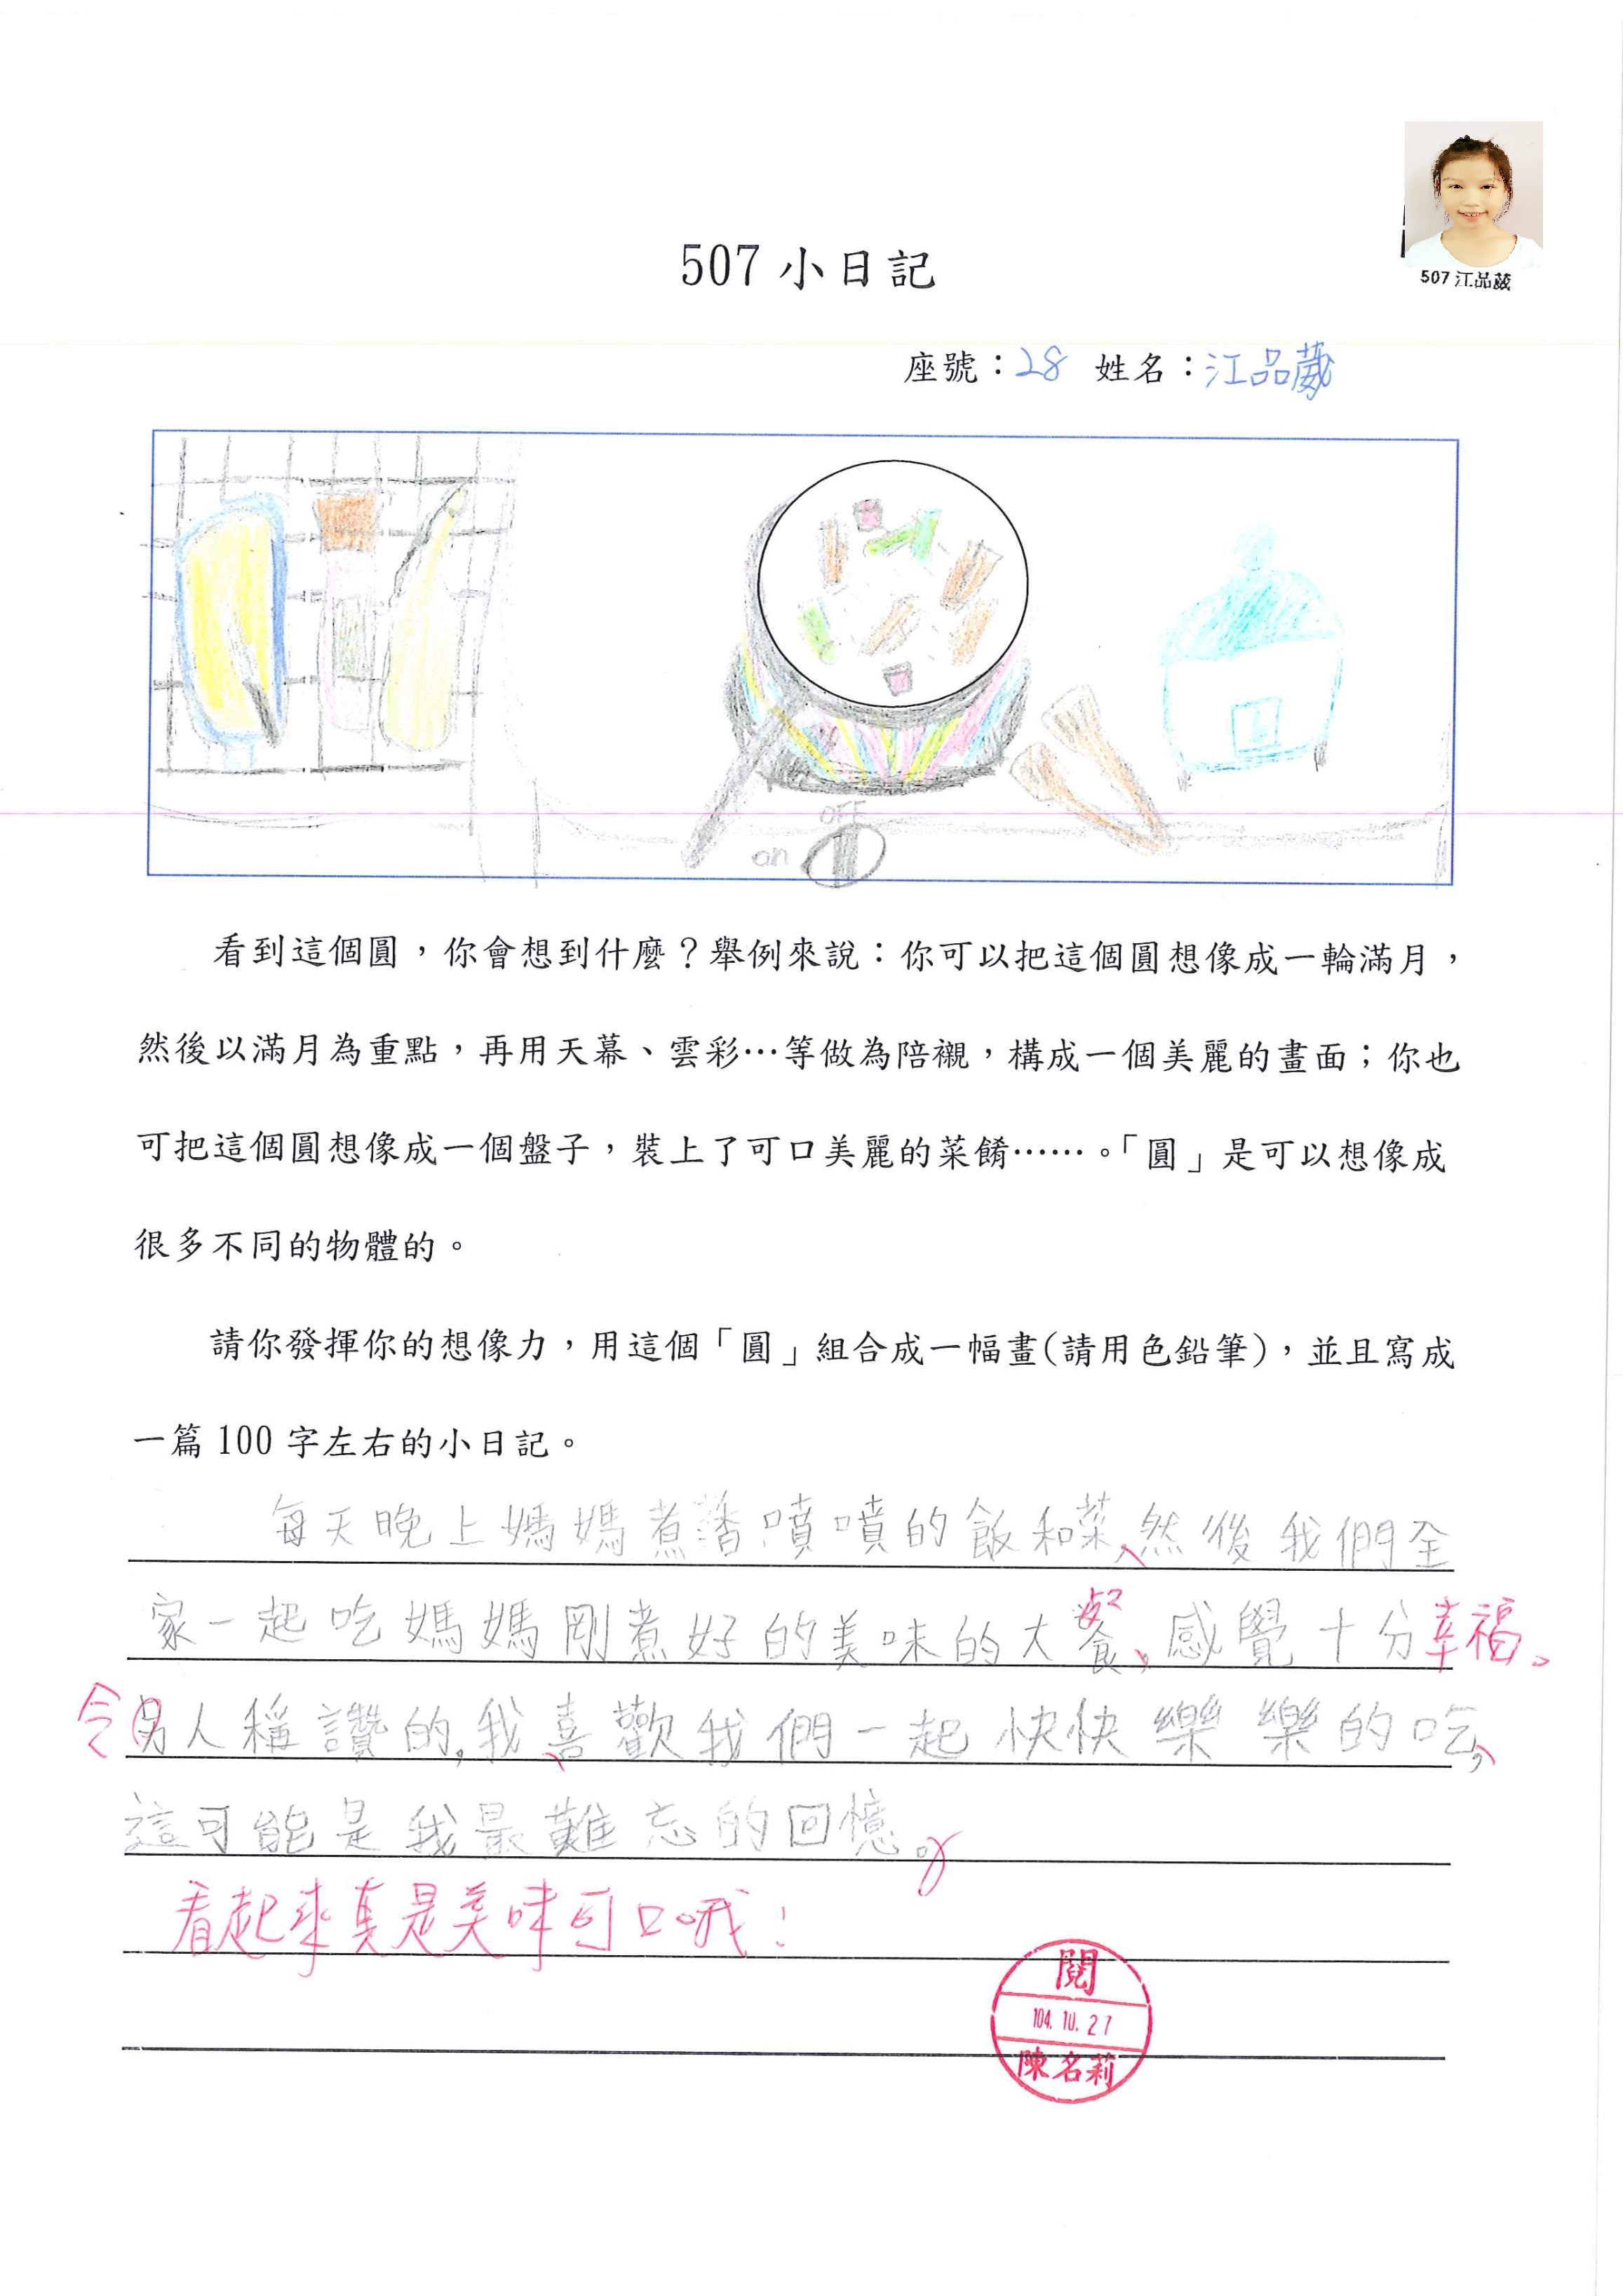 507 江品葳
507 小日記
座號：28 姓名：江品葳
OFF
on
看到這個圓，你會想到什麼？舉例來說：你可以把這個圓想像成一輪滿月，
然後以滿月為重點，再用天幕、雲彩…等做為陪襯，構成一個美麗的畫面；你也
可把這個圓想像成一個盤子，裝上了可口美麗的菜餚……。「圓」是可以想像成
很多不同的物體的。
請你發揮你的想像力，用這個「圓」組合成一幅畫(請用色鉛筆)，並且寫成
一篇 100 字左右的小日記。
每天晚上媽媽煮香噴噴的飯和菜，然後我們全
家一起吃媽媽剛煮好的美味的大餐，感覺十分幸福。
令人稱讚的，我喜歡我們一起快快樂樂的吃，
這可能是我最難忘的回憶。
看起來真是美味可口哦！
閱
104.10.27
陳名莉